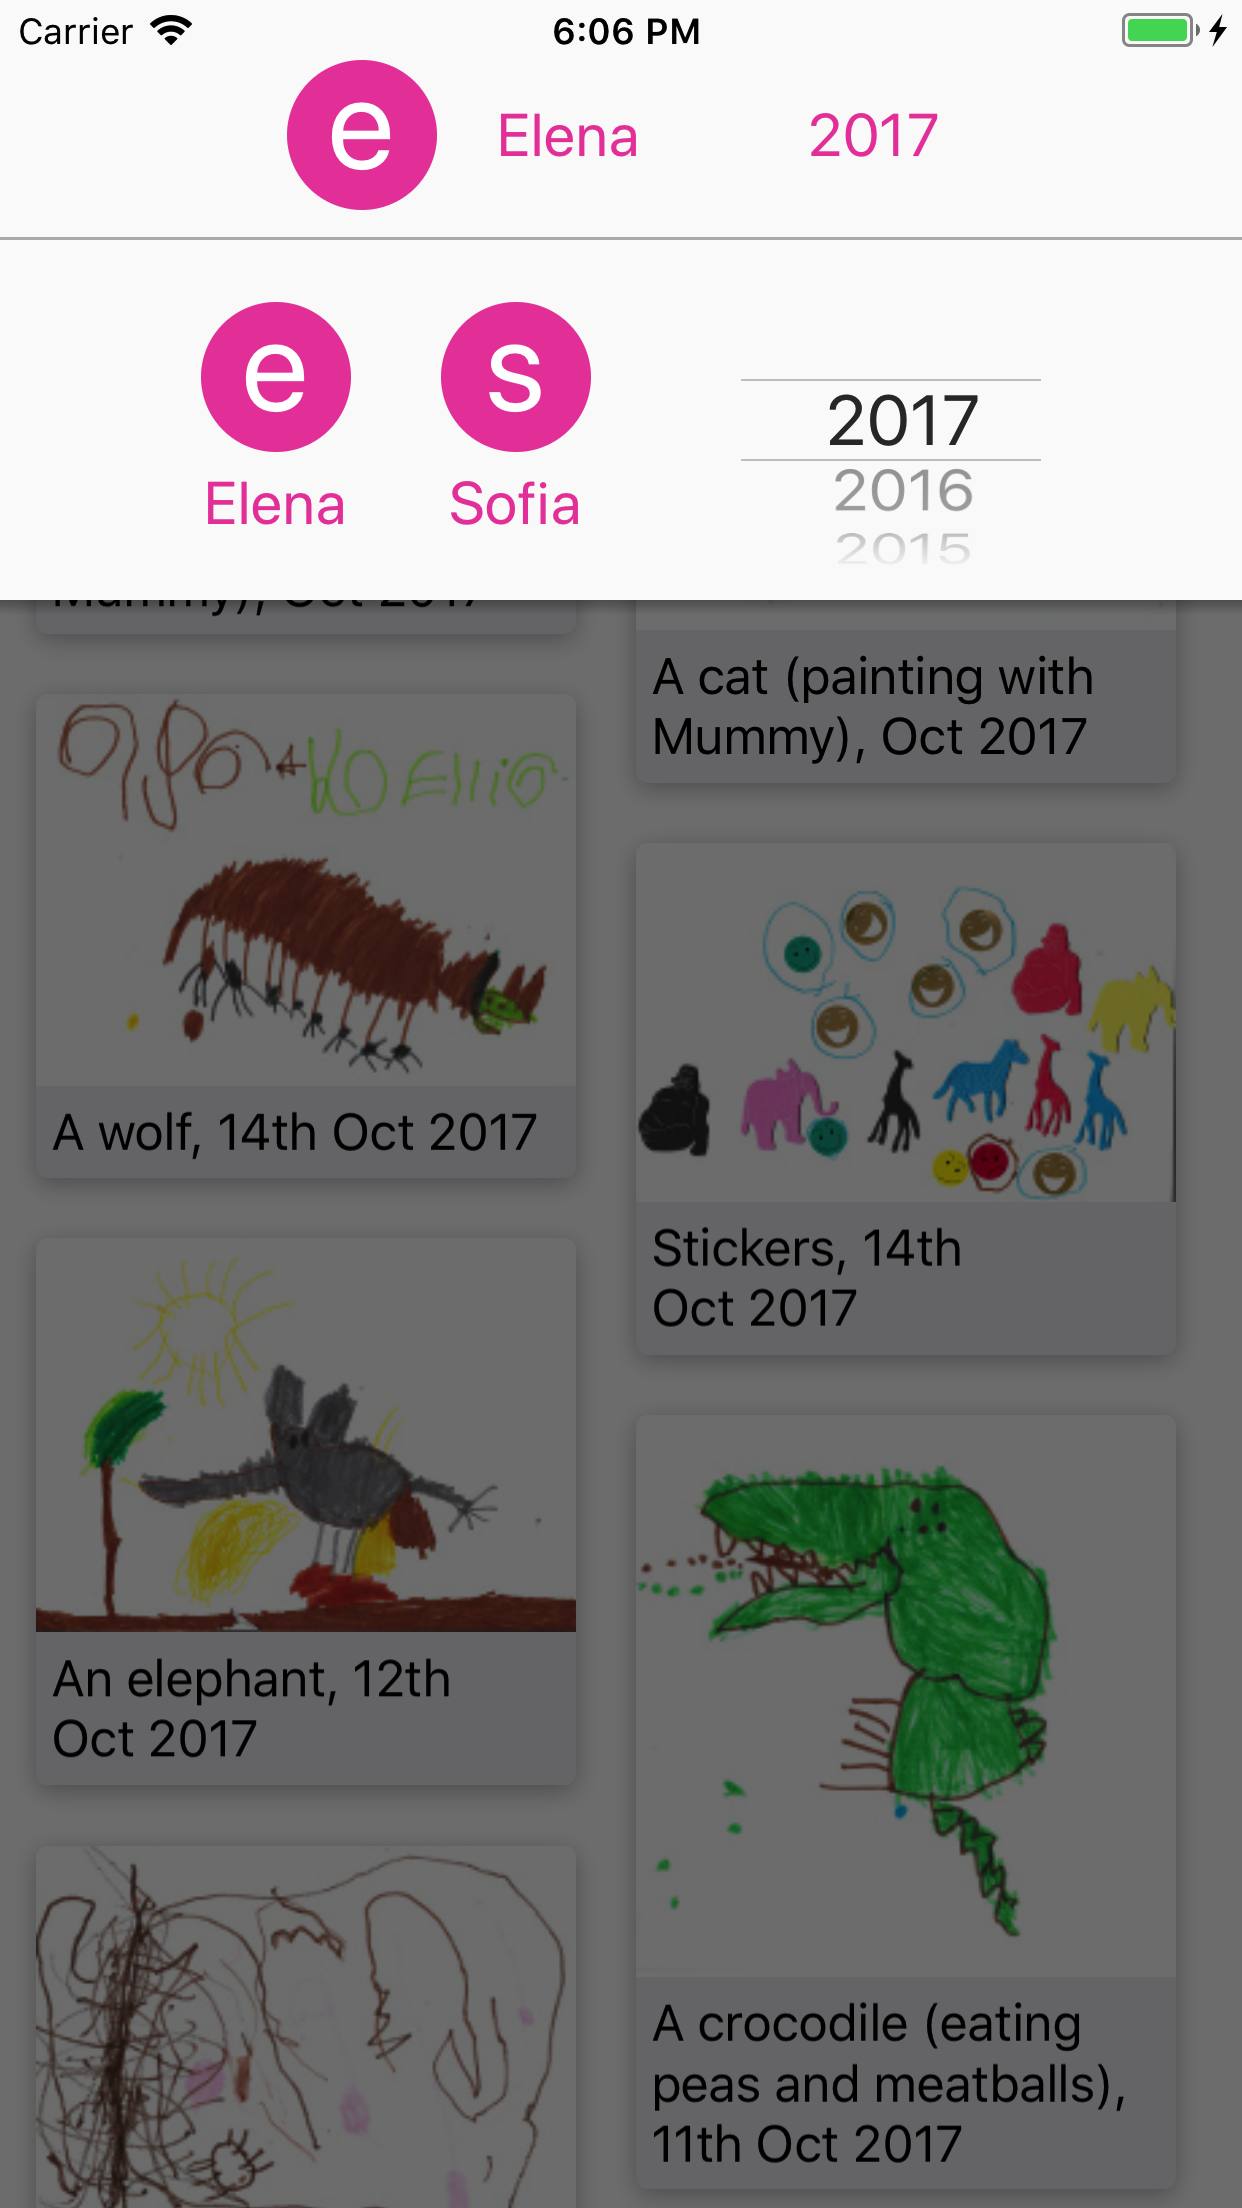 Carrier 6:06 PM
e Elena 2017
e s
Elena Sofia
2017
2016
2015
Mummy), Oct 2017
A cat (painting with
Mummy), Oct 2017
A wolf, 14th Oct 2017
Stickers, 14th
Oct 2017
An elephant, 12th
Oct 2017
A crocodile (eating
peas and meatballs),
11th Oct 2017